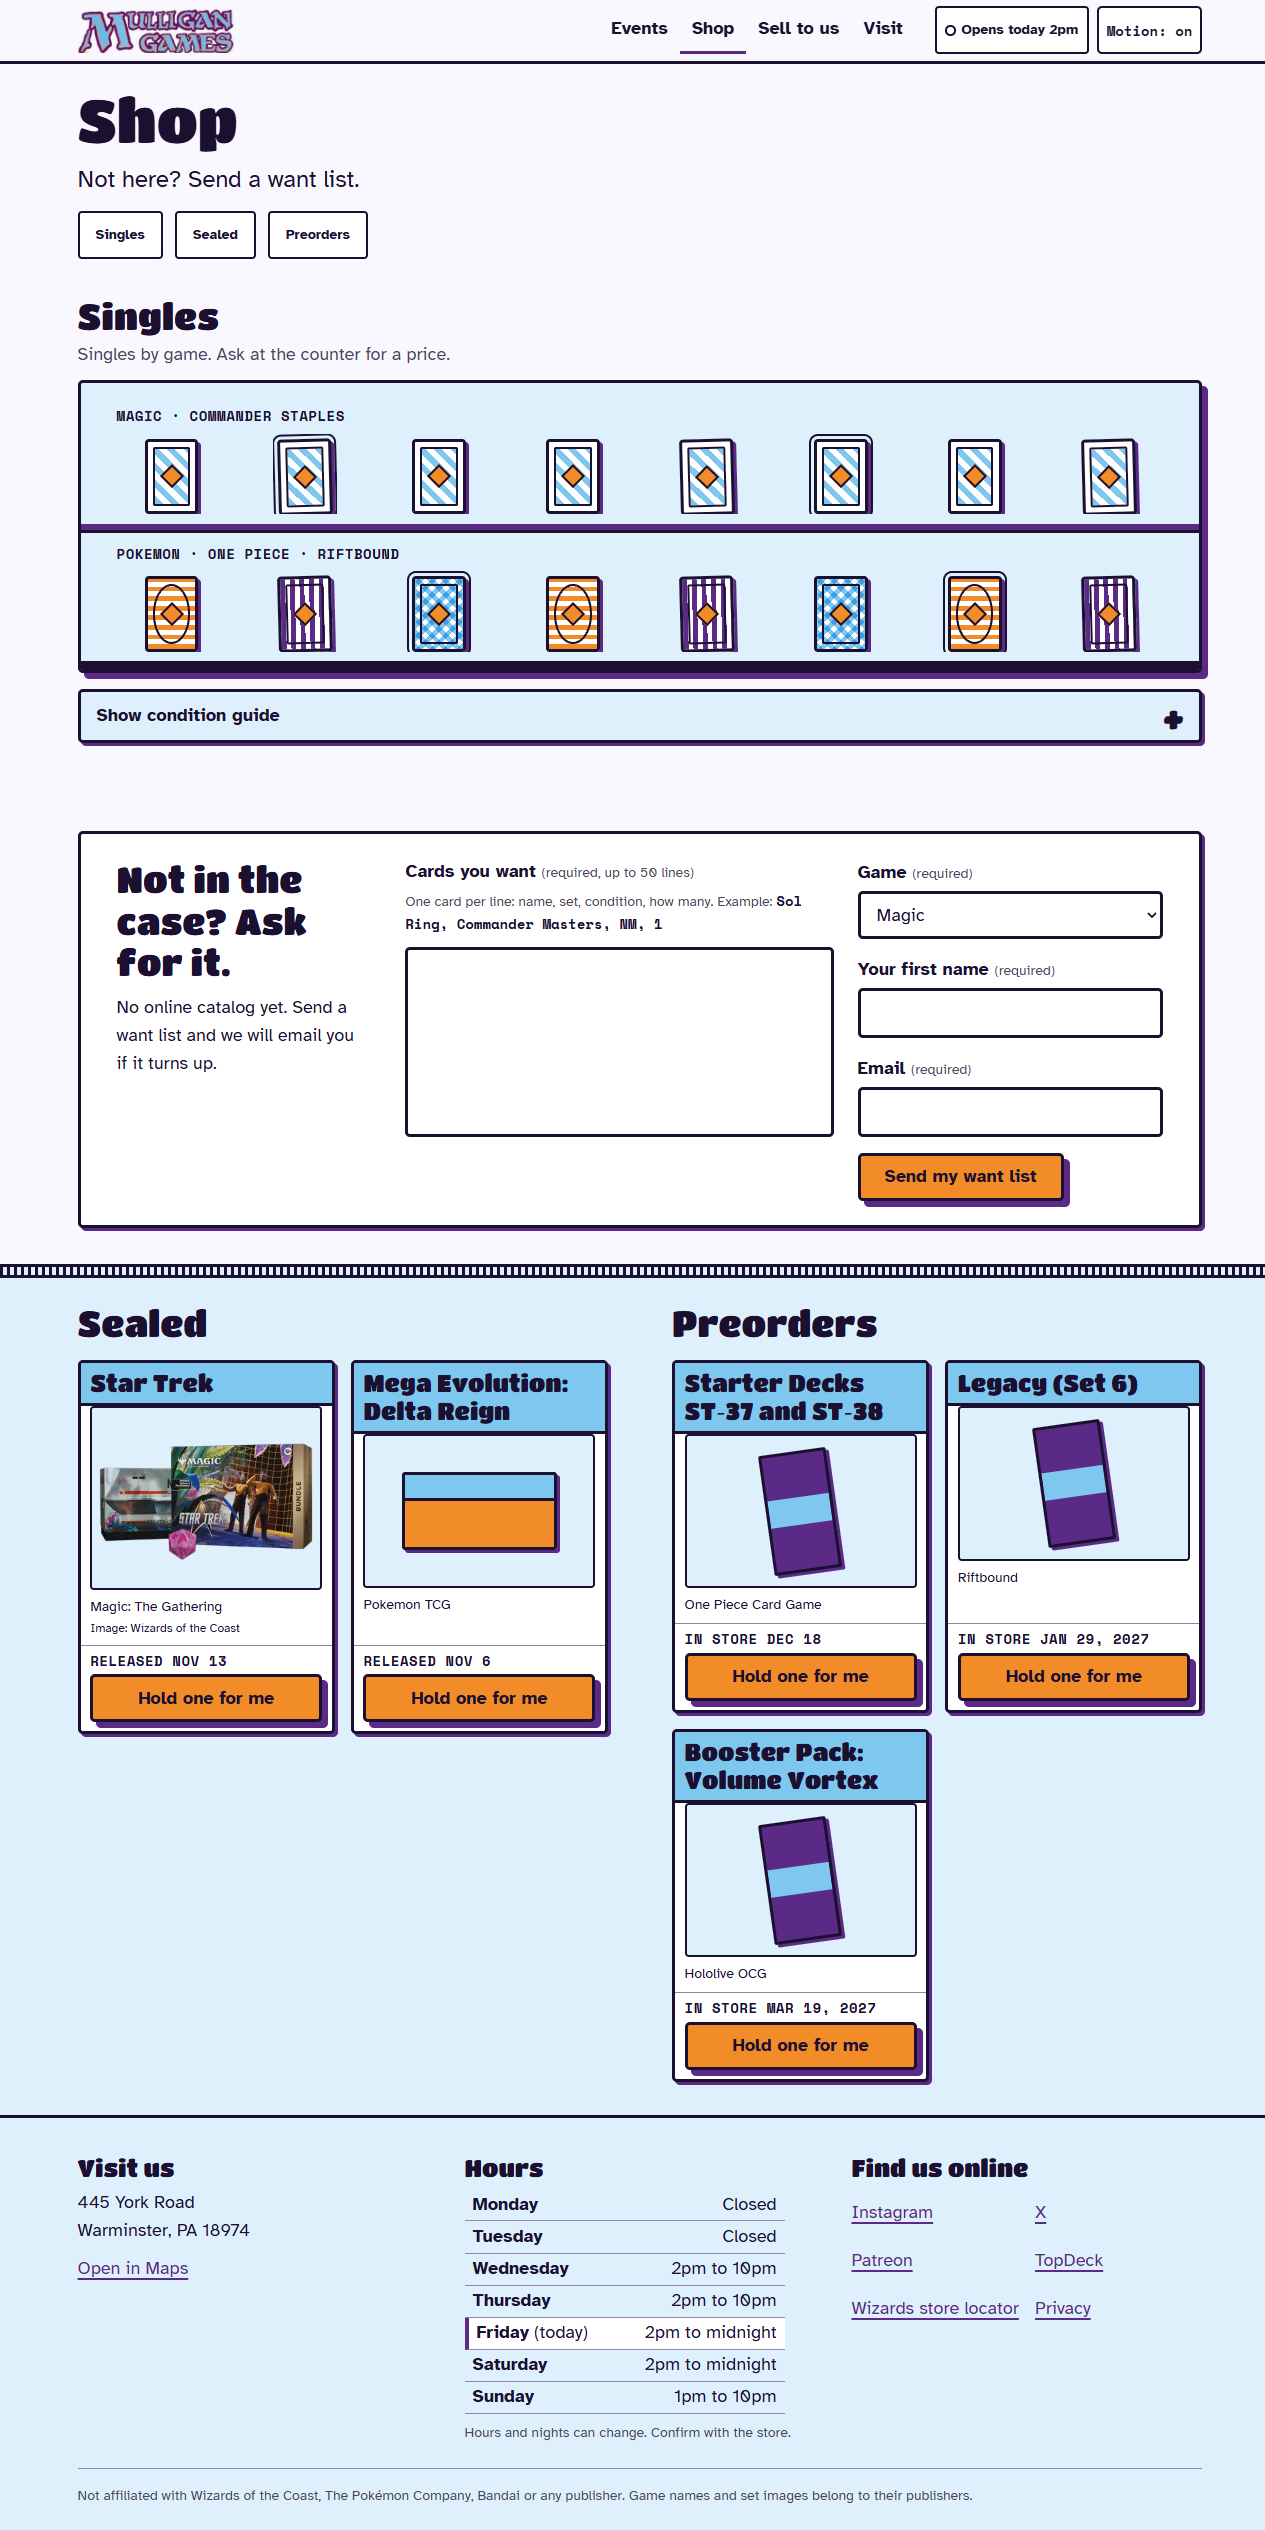 MULLIGAN GAMES
Events
Shop
Sell to us
Visit
Opens today 2pm
Motion: on
Shop
Not here? Send a want list.
Singles
Sealed
Preorders
Singles
Singles by game. Ask at the counter for a price.
MAGIC · COMMANDER STAPLES
POKEMON · ONE PIECE · RIFTBOUND
Show condition guide
Not in the
case? Ask
for it.
No online catalog yet. Send a
want list and we will email you
if it turns up.
Cards you want (required, up to 50 lines)
One card per line: name, set, condition, how many. Example: Sol
Ring, Commander Masters, NM, 1
Game (required)
Magic
Your first name (required)
Email (required)
Send my want list
Sealed
Star Trek
MAGIC
STAR TREK
BUNDLE
Magic: The Gathering
Image: Wizards of the Coast
RELEASED NOV 13
Hold one for me
Mega Evolution:
Delta Reign
Pokemon TCG
RELEASED NOV 6
Hold one for me
Preorders
Starter Decks
ST-37 and ST-38
One Piece Card Game
IN STORE DEC 18
Hold one for me
Legacy (Set 6)
Riftbound
IN STORE JAN 29, 2027
Hold one for me
Booster Pack:
Volume Vortex
Hololive OCG
IN STORE MAR 19, 2027
Hold one for me
Visit us
445 York Road
Warminster, PA 18974
Open in Maps
Hours
Monday Closed
Tuesday Closed
Wednesday 2pm to 10pm
Thursday 2pm to 10pm
Friday (today) 2pm to midnight
Saturday 2pm to midnight
Sunday 1pm to 10pm
Hours and nights can change. Confirm with the store.
Find us online
Instagram
X
Patreon
TopDeck
Wizards store locator
Privacy
Not affiliated with Wizards of the Coast, The Pokémon Company, Bandai or any publisher. Game names and set images belong to their publishers.